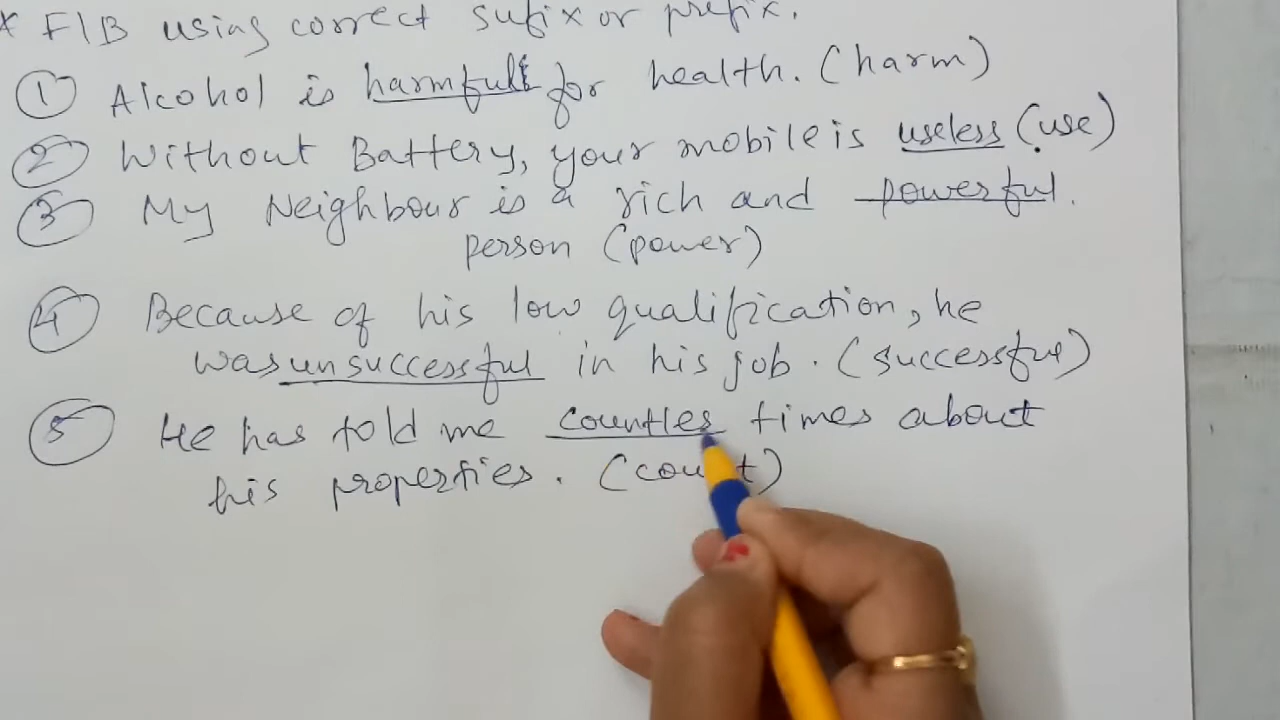 * FIB using correct sufix or prefix.
① Alcohol is harmful for health. (harm)
② Without Battery, your mobile is useless (use)
③ My Neighbour is a rich and powerful.
person (power)
④ Because of his low qualification, he
was unsuccessful in his job. (successful)
⑤ He has told me countles times about
his properties. (count)